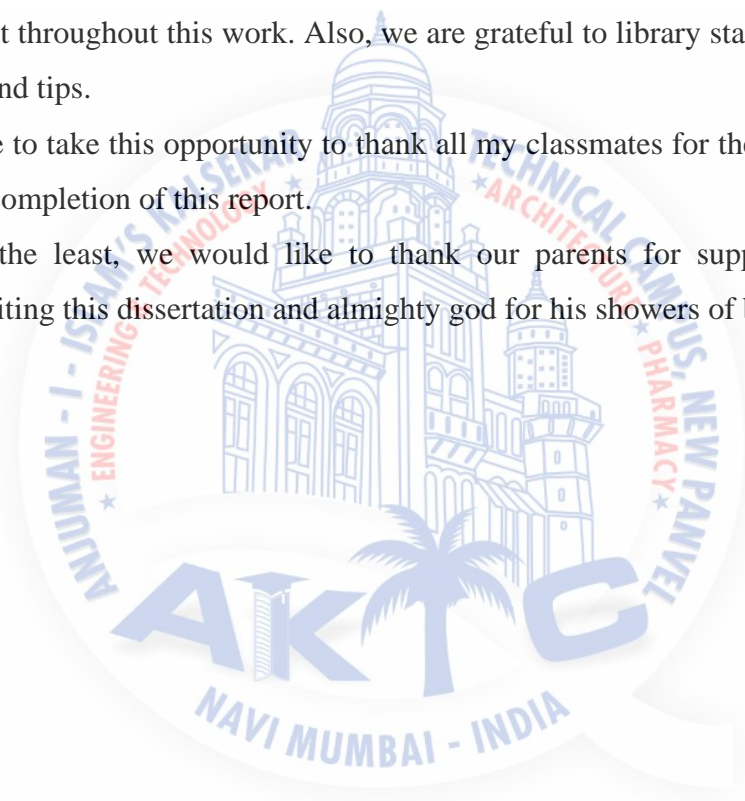 t throughout this work. Also, we are grateful to library sta
nd tips.
e to take this opportunity to thank all my classmates for the
completion of this report.
the least, we would like to thank our parents for supp
iting this dissertation and almighty god for his showers of b
ANJUMAN - I - ISLAM'S KALSEKAR TECHNICAL CAMPUS, NEW PANVEL
★ ENGINEERING & TECHNOLOGY ★ ★ ARCHITECTURE ★ PHARMACY ★
AKTC
NAVI MUMBAI - INDIA